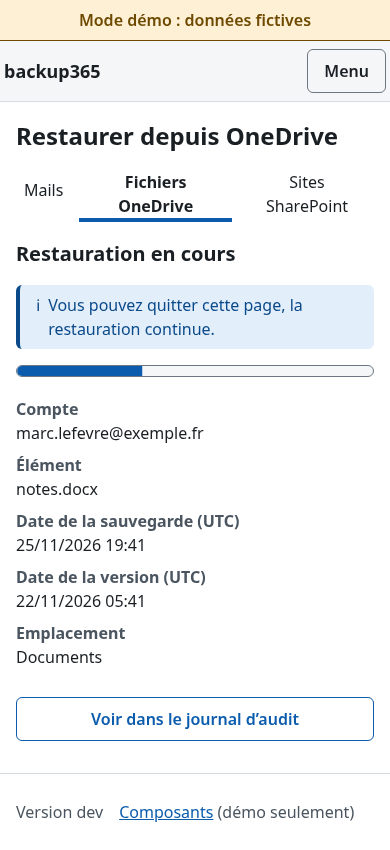 Mode démo : données fictives
backup365
Menu
Restaurer depuis OneDrive
Mails
Fichiers
OneDrive
Sites
SharePoint
Restauration en cours
i Vous pouvez quitter cette page, la
restauration continue.
Compte
marc.lefevre@exemple.fr
Élément
notes.docx
Date de la sauvegarde (UTC)
25/11/2026 19:41
Date de la version (UTC)
22/11/2026 05:41
Emplacement
Documents
Voir dans le journal d’audit
Version dev Composants (démo seulement)